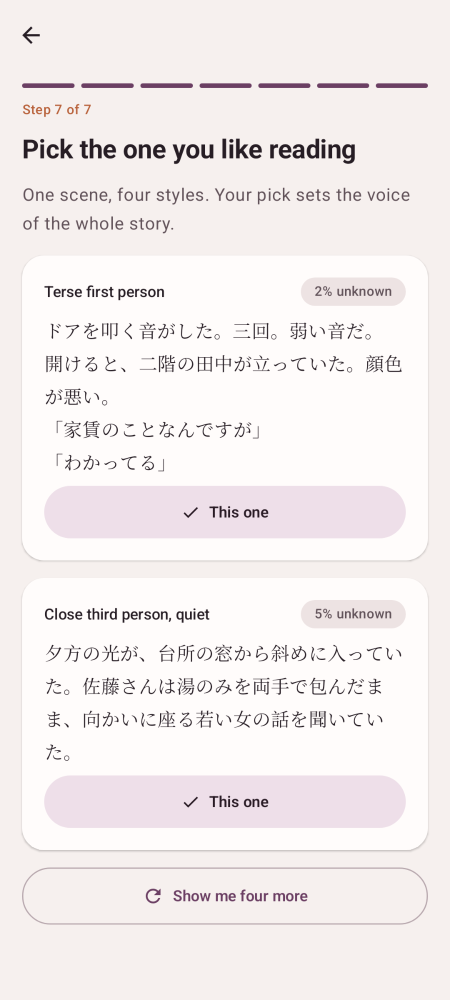 Step 7 of 7
Pick the one you like reading
One scene, four styles. Your pick sets the voice
of the whole story.
Terse first person
2% unknown
ドアを叩く音がした。三回。弱い音だ。
開けると、二階の田中が立っていた。顔色
が悪い。
「家賃のことなんですが」
「わかってる」
This one
Close third person, quiet
5% unknown
夕方の光が、台所の窓から斜めに入ってい
た。佐藤さんは湯のみを両手で包んだま
ま、向かいに座る若い女の話を聞いてい
た。
This one
Show me four more